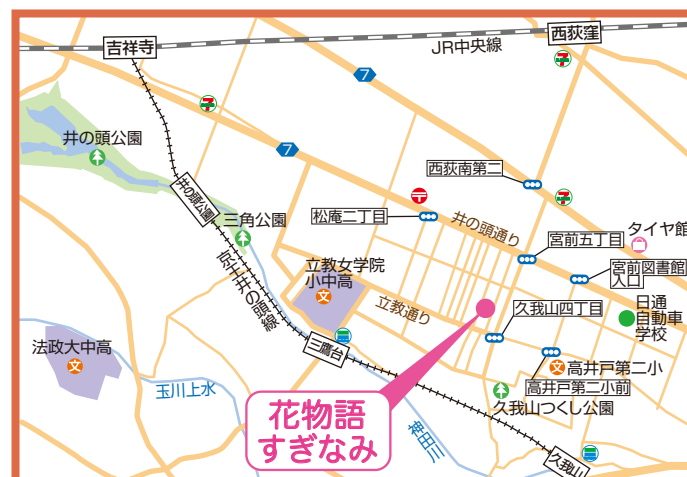 吉祥寺
JR中央線
西荻窪
7
7
井の頭公園
西荻南第二
井の頭公園
松庵二丁目
井の頭通り
三角公園
宮前五丁目
タイヤ館
宮前図書館
入口
京王井の頭線
立教女学院
小中高
文
立教通り
久我山四丁目
日通
自動車
学校
法政大中高
文
三鷹台
文
高井戸第二小
高井戸第二小前
玉川上水
久我山つくし公園
花物語
すぎなみ
神田川
久我山